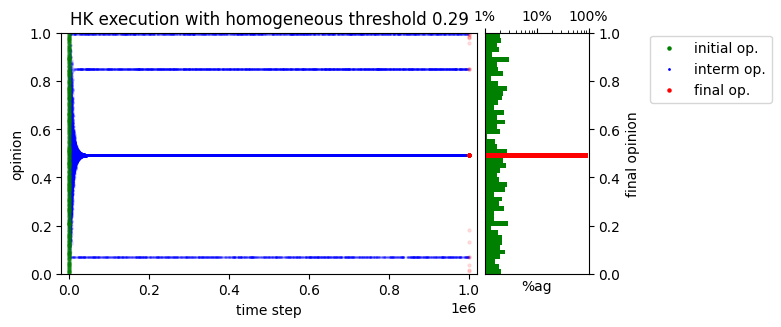 HK execution with homogeneous threshold 0.29
1% 10% 100%
initial op.
interm op.
final op.
1.0
0.8
0.6
0.4
0.2
0.0
opinion
0.0 0.2 0.4 0.6 0.8 1.0
1e6
time step
%ag
1.0
0.8
0.6
0.4
0.2
0.0
final opinion